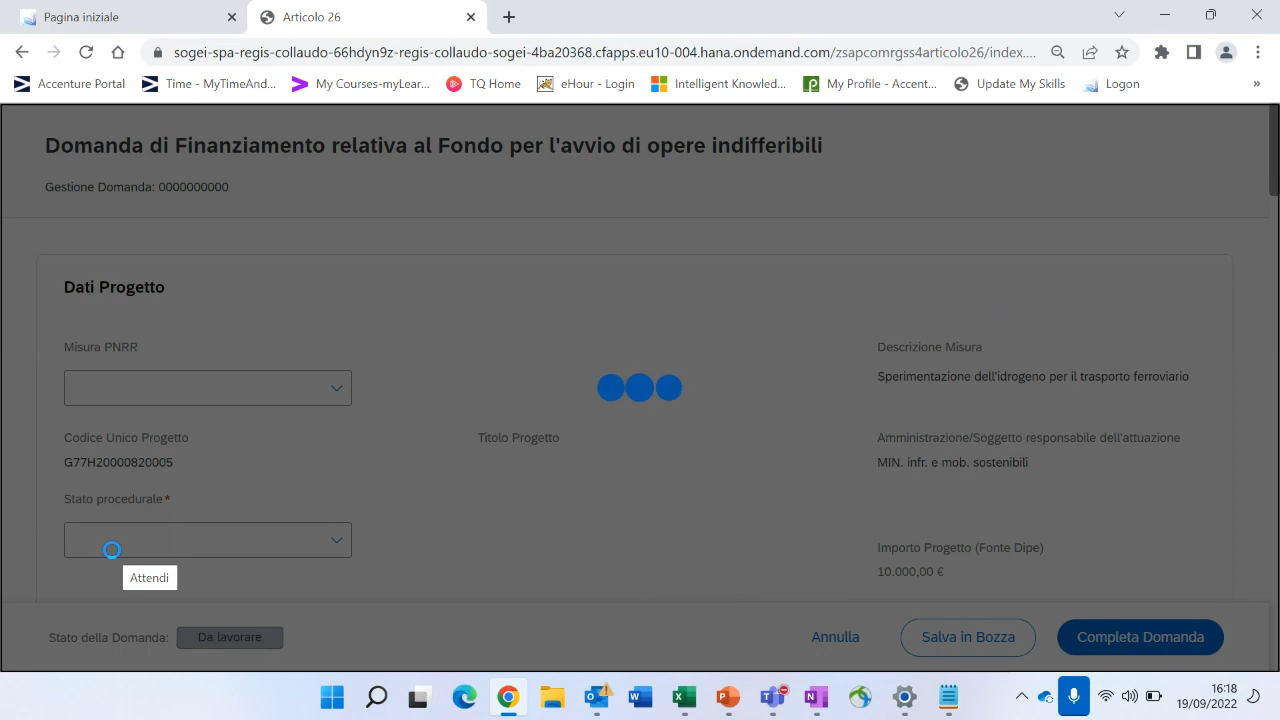 Pagina iniziale
Articolo 26
sogei-spa-regis-collaudo-66hdyn9z-regis-collaudo-sogei-4ba20368.cfapps.eu10-004.hana.ondemand.com/zsapcomrgss4articolo26/index....
Accenture Portal
Time - MyTimeAnd...
My Courses-myLear...
TQ Home
eHour - Login
Intelligent Knowled...
My Profile - Accent...
Update My Skills
Logon
»
Domanda di Finanziamento relativa al Fondo per l'avvio di opere indifferibili
Gestione Domanda: 0000000000
Dati Progetto
Misura PNRR
Descrizione Misura
Sperimentazione dell'idrogeno per il trasporto ferroviario
Codice Unico Progetto
Titolo Progetto
Amministrazione/Soggetto responsabile dell'attuazione
G77H20000820005
MIN. infr. e mob. sostenibili
Stato procedurale*
Importo Progetto (Fonte Dipe)
10.000,00 €
Attendi
Stato della Domanda:
Da lavorare
Annulla
Salva in Bozza
Completa Domanda
16:18
19/09/2022